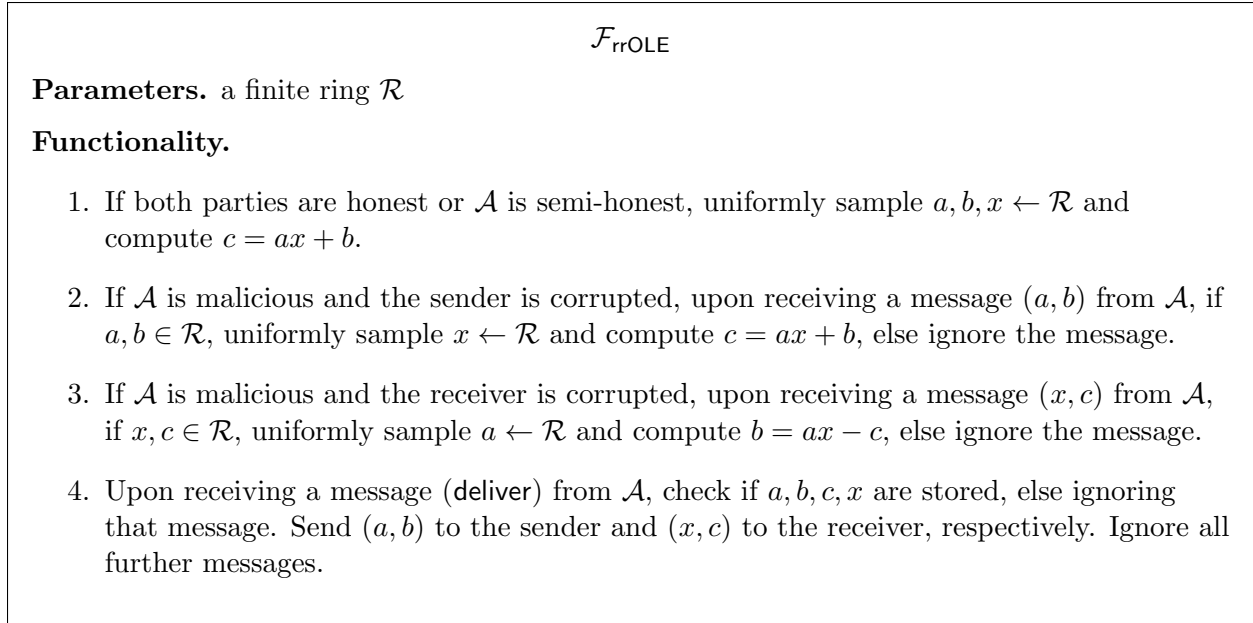 𝓕rrOLE
Parameters. a finite ring 𝓡
Functionality.
1. If both parties are honest or 𝓐 is semi-honest, uniformly sample a, b, x ← 𝓡 and
compute c = ax + b.
2. If 𝓐 is malicious and the sender is corrupted, upon receiving a message (a, b) from 𝓐, if
a, b ∈ 𝓡, uniformly sample x ← 𝓡 and compute c = ax + b, else ignore the message.
3. If 𝓐 is malicious and the receiver is corrupted, upon receiving a message (x, c) from 𝓐,
if x, c ∈ 𝓡, uniformly sample a ← 𝓡 and compute b = ax − c, else ignore the message.
4. Upon receiving a message (deliver) from 𝓐, check if a, b, c, x are stored, else ignoring
that message. Send (a, b) to the sender and (x, c) to the receiver, respectively. Ignore all
further messages.